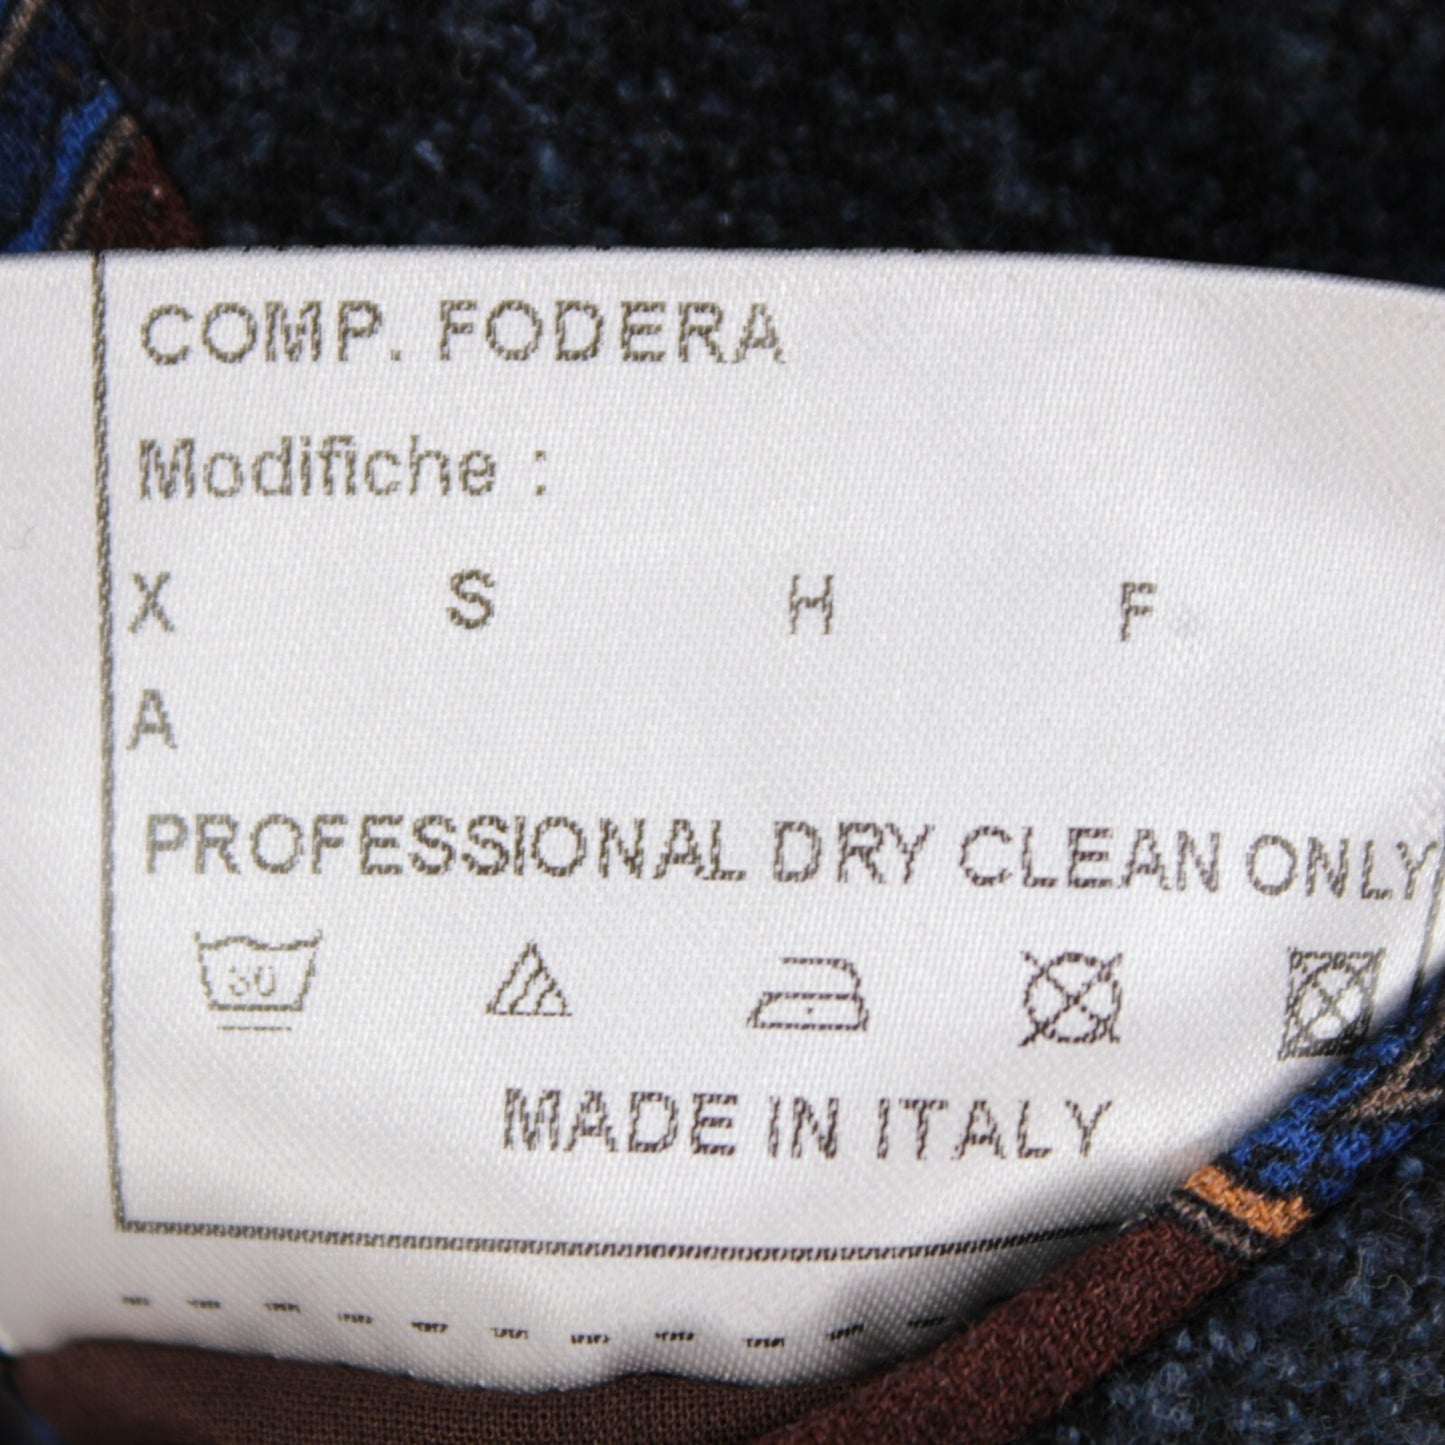 COMP. FODERA
Modifiche :
X S H F
A
PROFESSIONAL DRY CLEAN ONLY
30
MADE IN ITALY